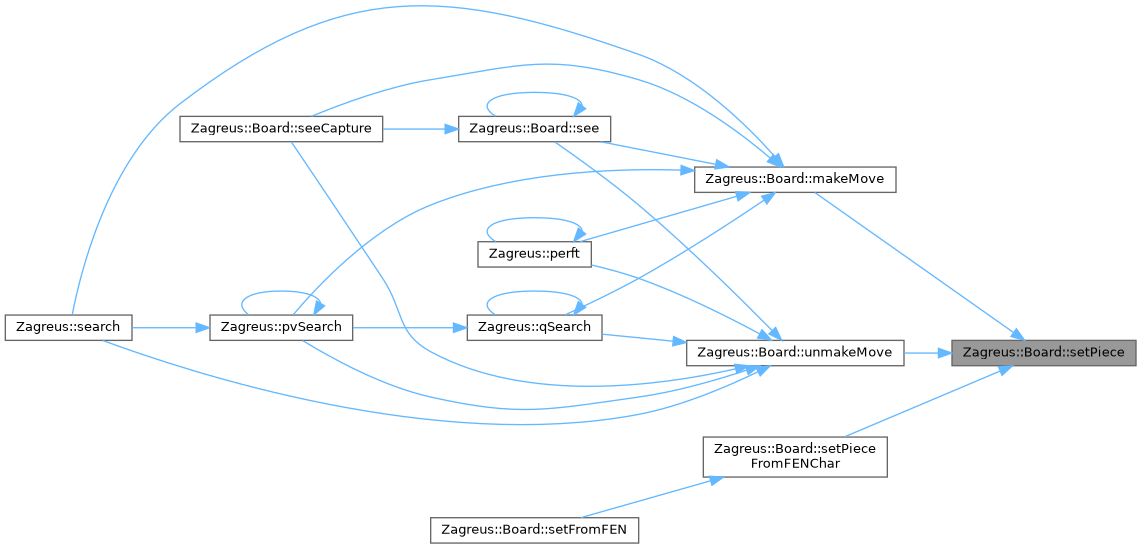 Zagreus::Board::seeCapture
Zagreus::Board::see
Zagreus::Board::makeMove
Zagreus::perft
Zagreus::search
Zagreus::pvSearch
Zagreus::qSearch
Zagreus::Board::unmakeMove
Zagreus::Board::setPiece
Zagreus::Board::setPiece
FromFENChar
Zagreus::Board::setFromFEN